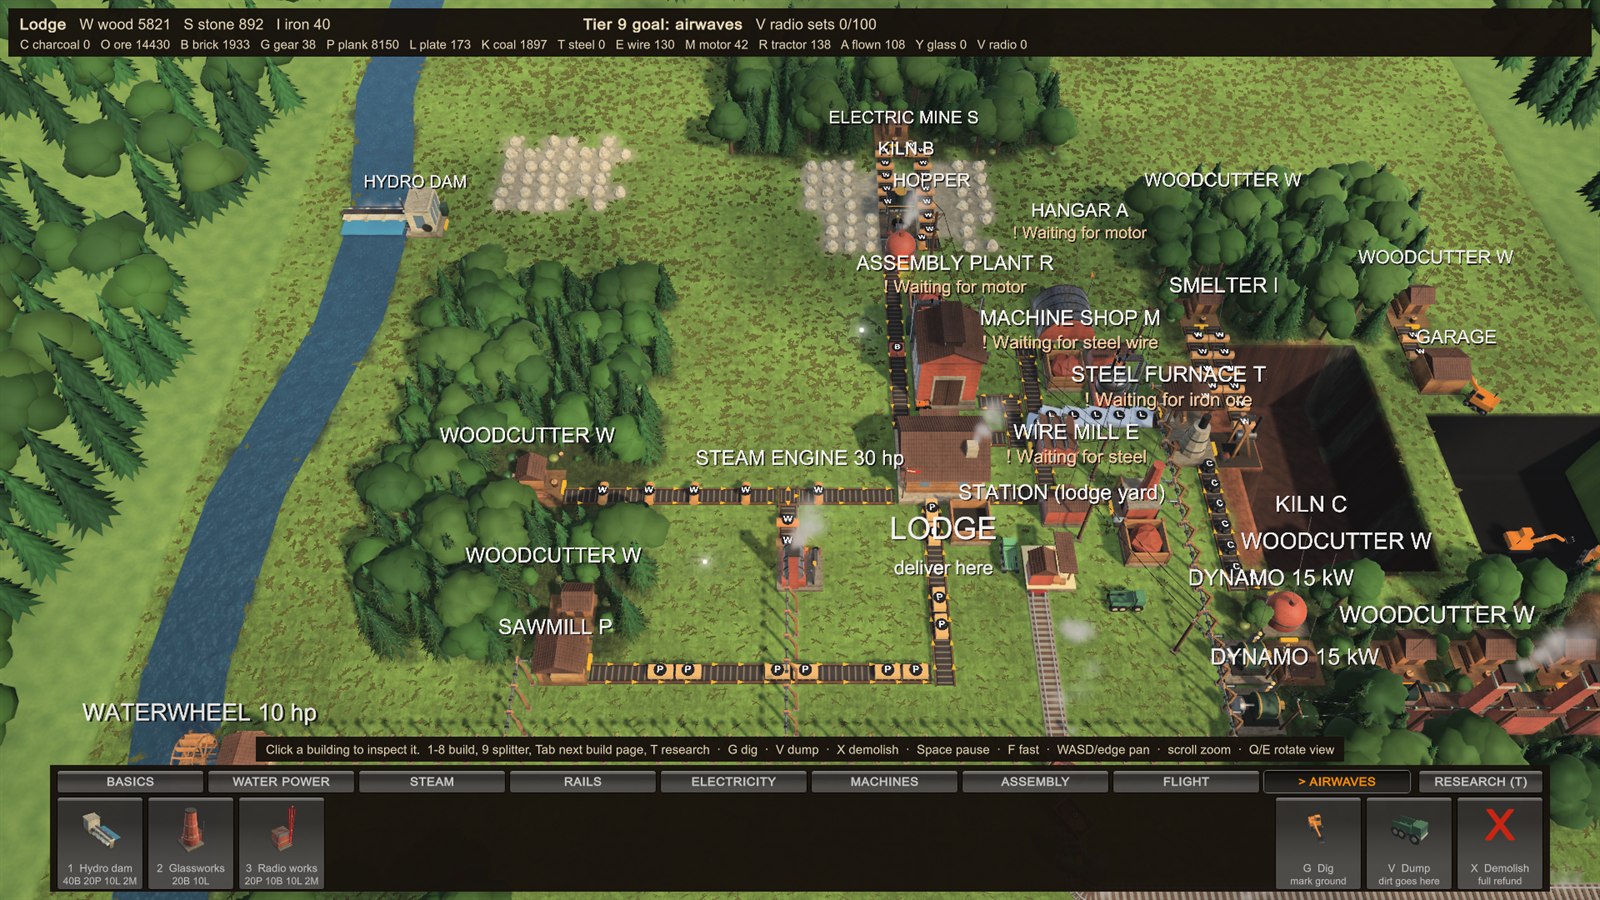 Lodge W wood 5821 S stone 892 I iron 40
Tier 9 goal: airwaves V radio sets 0/100
C charcoal 0 O ore 14430 B brick 1933 G gear 38 P plank 8150 L plate 173 K coal 1897 T steel 0 E wire 130 M motor 42 R tractor 138 A flown 108 Y glass 0 V radio 0
ELECTRIC MINE S
KILN B
HOPPER
HYDRO DAM
WOODCUTTER W
HANGAR A
! Waiting for motor
WOODCUTTER W
ASSEMBLY PLANT R
! Waiting for motor
SMELTER I
MACHINE SHOP M
! Waiting for steel wire
GARAGE
STEEL FURNACE T
! Waiting for iron ore
WOODCUTTER W
WIRE MILL E
! Waiting for steel
STEAM ENGINE 30 hp
STATION (lodge yard)
KILN C
LODGE
deliver here
WOODCUTTER W
WOODCUTTER W
DYNAMO 15 kW
WOODCUTTER W
SAWMILL P
DYNAMO 15 kW
WATERWHEEL 10 hp
Click a building to inspect it. 1-8 build, 9 splitter, Tab next build page, T research · G dig · V dump · X demolish · Space pause · F fast · WASD/edge pan · scroll zoom · Q/E rotate view
BASICS
WATER POWER
STEAM
RAILS
ELECTRICITY
MACHINES
ASSEMBLY
FLIGHT
> AIRWAVES
RESEARCH (T)
1 Hydro dam
40B 20P 10L 2M
2 Glassworks
20B 10L
3 Radio works
20P 10B 10L 2M
G Dig
mark ground
V Dump
dirt goes here
X Demolish
full refund